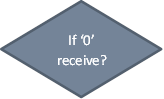 If ‘0’
receive?